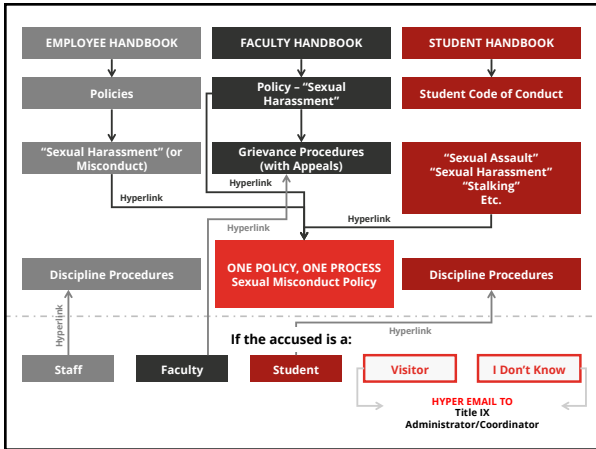 EMPLOYEE HANDBOOK
FACULTY HANDBOOK
STUDENT HANDBOOK
Policies
Policy – “Sexual
Harassment”
Student Code of Conduct
“Sexual Harassment” (or
Misconduct)
Grievance Procedures
(with Appeals)
“Sexual Assault”
“Sexual Harassment”
“Stalking”
Etc.
Hyperlink
Hyperlink
Hyperlink
Hyperlink
ONE POLICY, ONE PROCESS
Sexual Misconduct Policy
Discipline Procedures
Discipline Procedures
Hyperlink
Hyperlink
If the accused is a:
Staff
Faculty
Student
Visitor
I Don’t Know
HYPER EMAIL TO
Title IX
Administrator/Coordinator